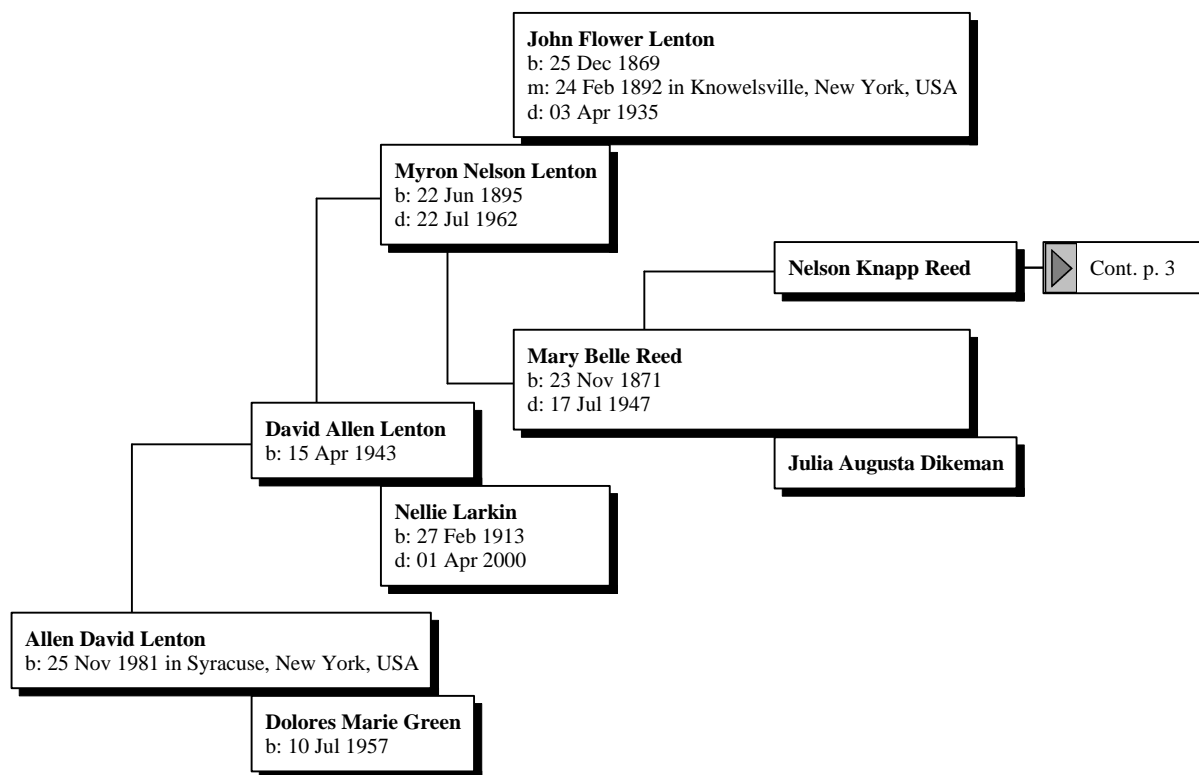 John Flower Lenton
b: 25 Dec 1869
m: 24 Feb 1892 in Knowelsville, New York, USA
d: 03 Apr 1935
Myron Nelson Lenton
b: 22 Jun 1895
d: 22 Jul 1962
Nelson Knapp Reed
Cont. p. 3
Mary Belle Reed
b: 23 Nov 1871
d: 17 Jul 1947
David Allen Lenton
b: 15 Apr 1943
Julia Augusta Dikeman
Nellie Larkin
b: 27 Feb 1913
d: 01 Apr 2000
Allen David Lenton
b: 25 Nov 1981 in Syracuse, New York, USA
Dolores Marie Green
b: 10 Jul 1957